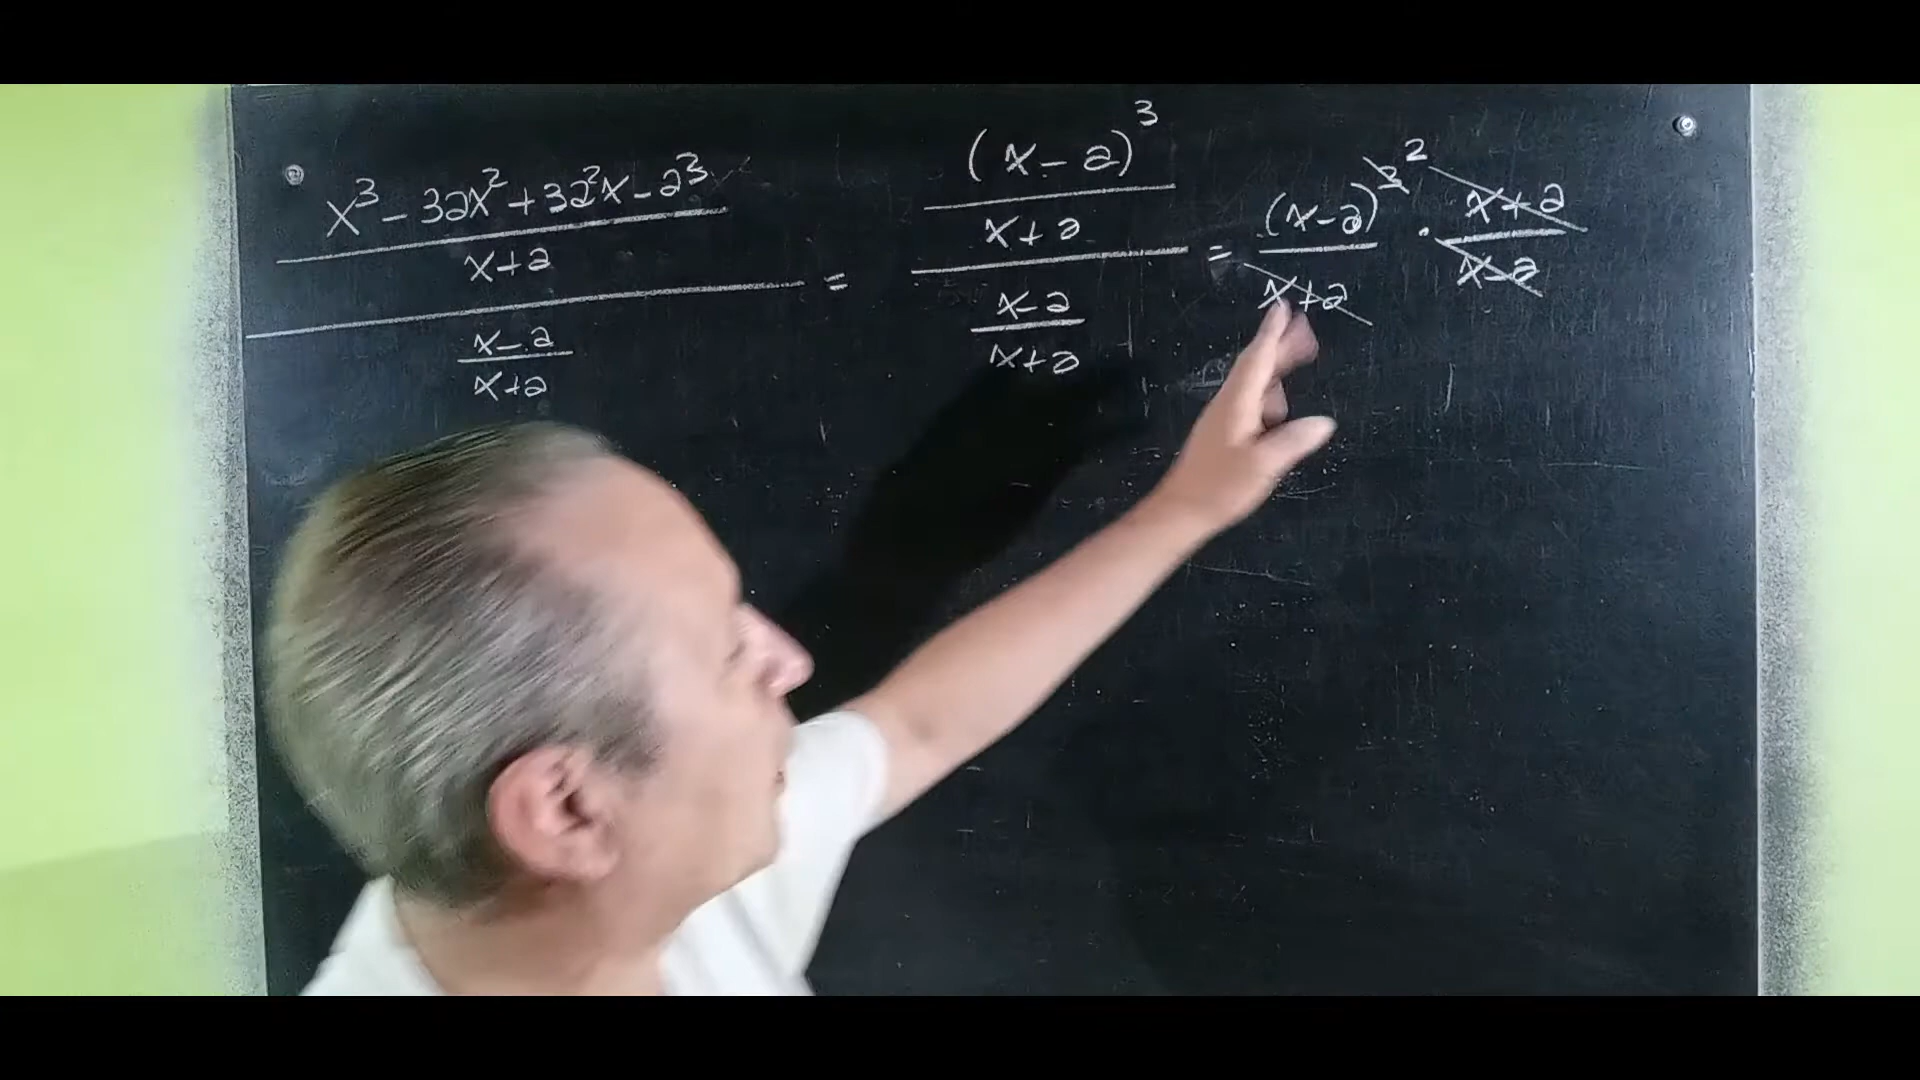 x³ - 3ax² + 3a²x - a³
x+a
x-a
x+a
=
(x-a)³
x+a
x-a
x+a
=
(x-a)³ ² · x+a
x+a x-a